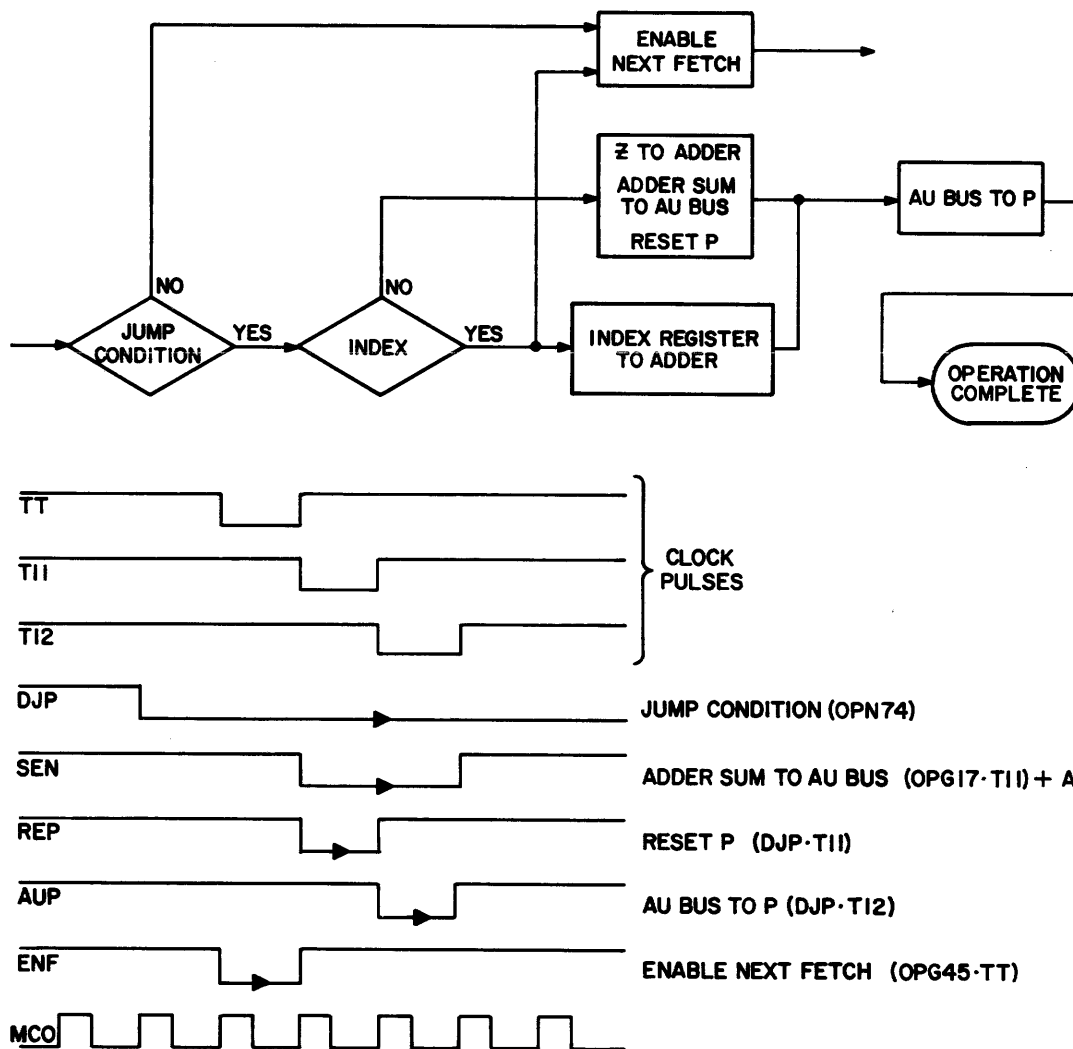 ENABLE
NEXT FETCH
Ƶ TO ADDER
ADDER SUM
TO AU BUS
RESET P
AU BUS TO P
NO
NO
JUMP
CONDITION
YES
INDEX
YES
INDEX REGISTER
TO ADDER
OPERATION
COMPLETE
TT
T11
CLOCK
PULSES
T12
DJP
JUMP CONDITION (OPN74)
SEN
ADDER SUM TO AU BUS (OPG17·T11) + A
REP
RESET P (DJP·T11)
AUP
AU BUS TO P (DJP·T12)
ENF
ENABLE NEXT FETCH (OPG45·TT)
MCO